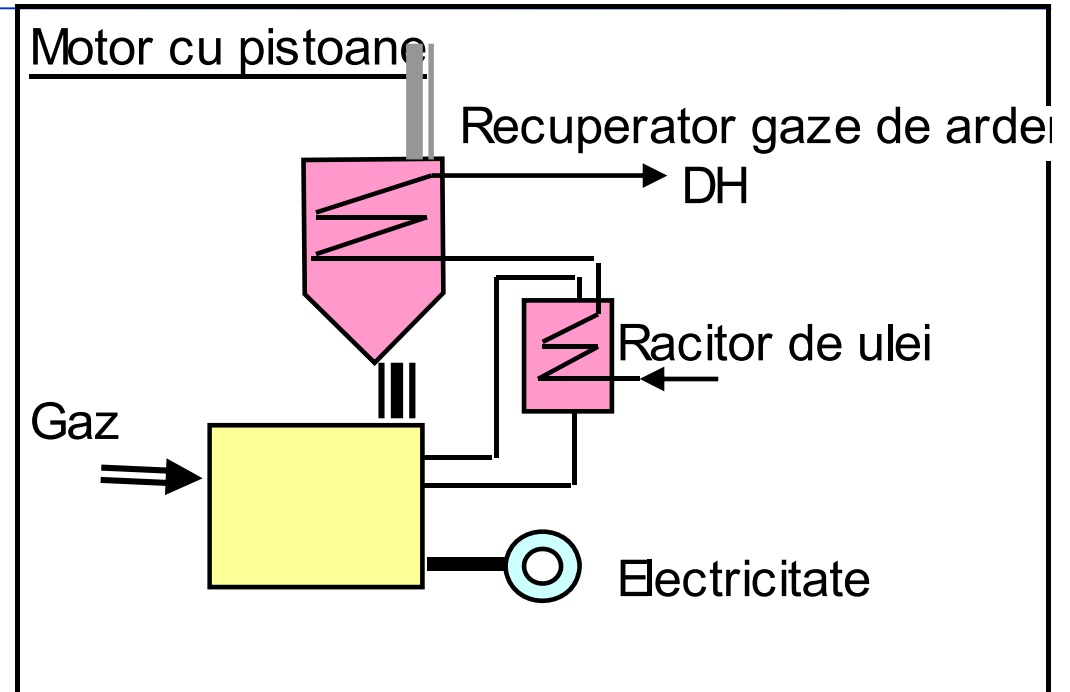 Motor cu pistoane
Recuperator gaze de arder
DH
Racitor de ulei
Gaz
Electricitate